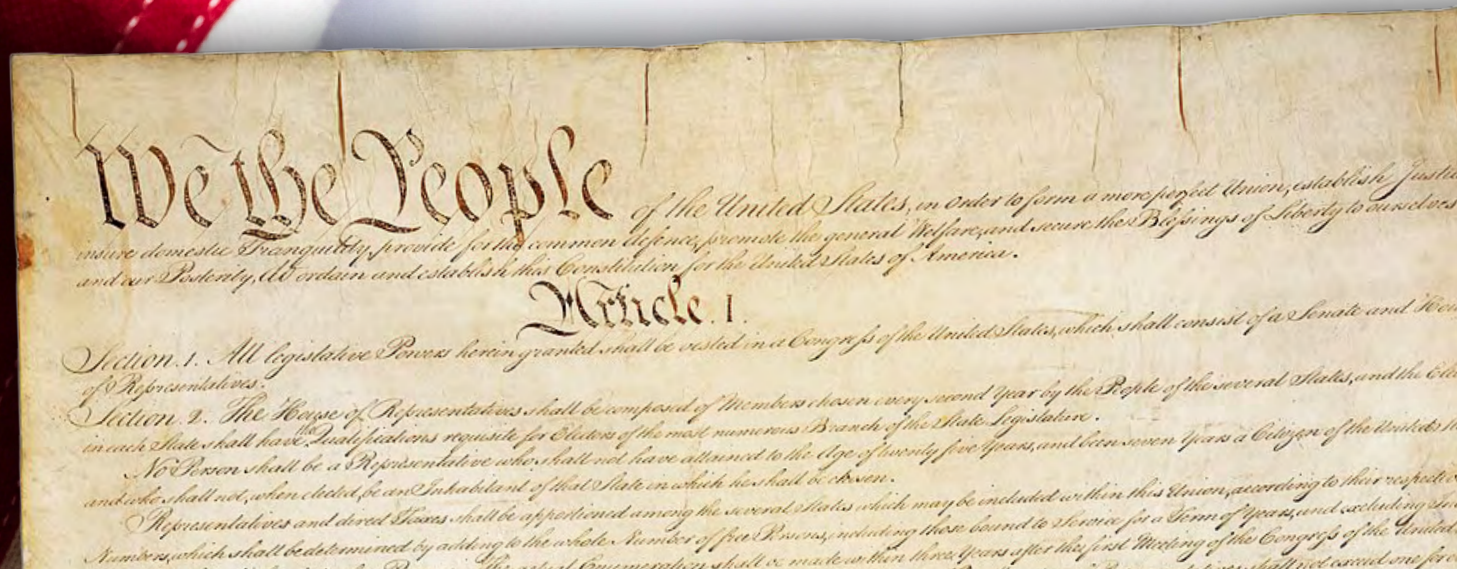 We the People of the United States, in Order to form a more perfect Union, establish Justic
insure domestic Tranquility, provide for the common defence, promote the general Welfare, and secure the Blessings of Liberty to ourselves
and our Posterity, do ordain and establish this Constitution for the United States of America.
Article. I.
Section. 1. All legislative Powers herein granted shall be vested in a Congress of the United States, which shall consist of a Senate and Hou
of Representatives.
Section. 2. The House of Representatives shall be composed of Members chosen every second Year by the People of the several States, and the Elec
in each State shall have the Qualifications requisite for Electors of the most numerous Branch of the State Legislature.
No Person shall be a Representative who shall not have attained to the Age of twenty five Years, and been seven Years a Citizen of the United St
and who shall not, when elected, be an Inhabitant of that State in which he shall be chosen.
Representatives and direct Taxes shall be apportioned among the several States which may be included within this Union, according to their respective
Numbers, which shall be determined by adding to the whole Number of free Persons, including those bound to Service for a Term of Years, and excluding In
actual Enumeration shall be made within three Years after the first Meeting of the Congress of the United
shall not exceed one for e